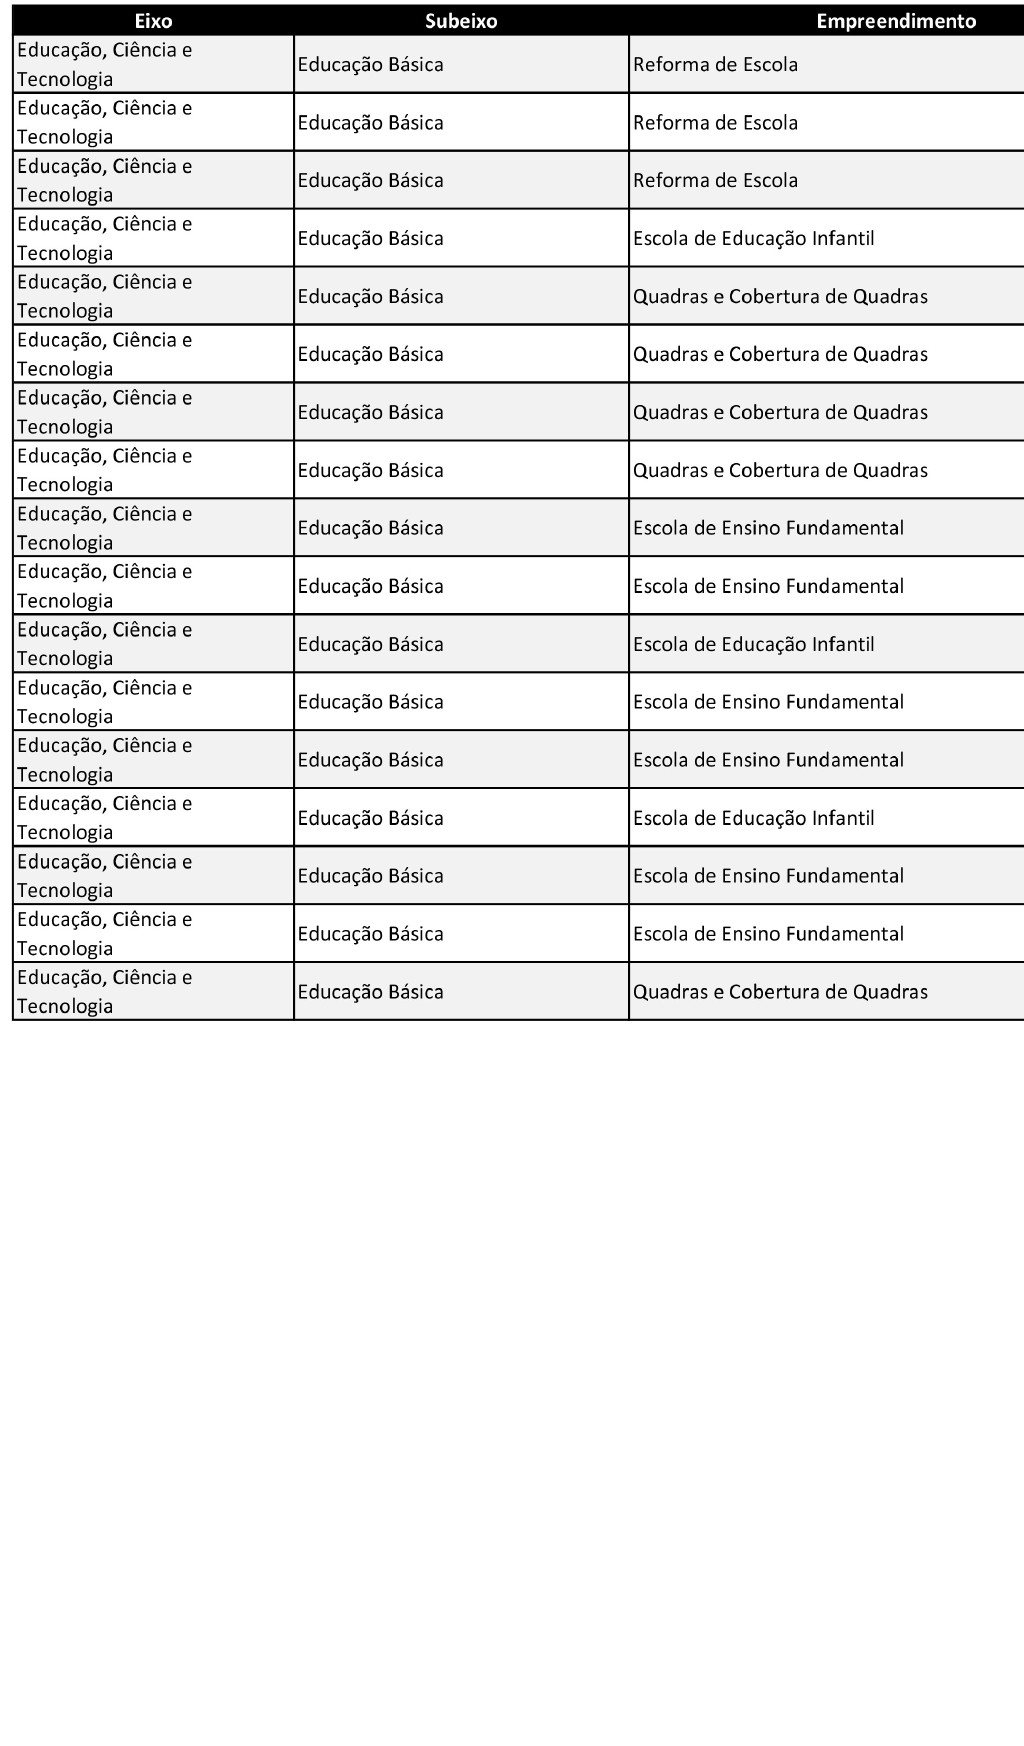 Eixo Subeixo Empreendimento
Educação, Ciência e
Tecnologia
Educação Básica
Reforma de Escola
Educação, Ciência e
Tecnologia
Educação Básica
Reforma de Escola
Educação, Ciência e
Tecnologia
Educação Básica
Reforma de Escola
Educação, Ciência e
Tecnologia
Educação Básica
Escola de Educação Infantil
Educação, Ciência e
Tecnologia
Educação Básica
Quadras e Cobertura de Quadras
Educação, Ciência e
Tecnologia
Educação Básica
Quadras e Cobertura de Quadras
Educação, Ciência e
Tecnologia
Educação Básica
Quadras e Cobertura de Quadras
Educação, Ciência e
Tecnologia
Educação Básica
Quadras e Cobertura de Quadras
Educação, Ciência e
Tecnologia
Educação Básica
Escola de Ensino Fundamental
Educação, Ciência e
Tecnologia
Educação Básica
Escola de Ensino Fundamental
Educação, Ciência e
Tecnologia
Educação Básica
Escola de Educação Infantil
Educação, Ciência e
Tecnologia
Educação Básica
Escola de Ensino Fundamental
Educação, Ciência e
Tecnologia
Educação Básica
Escola de Ensino Fundamental
Educação, Ciência e
Tecnologia
Educação Básica
Escola de Educação Infantil
Educação, Ciência e
Tecnologia
Educação Básica
Escola de Ensino Fundamental
Educação, Ciência e
Tecnologia
Educação Básica
Escola de Ensino Fundamental
Educação, Ciência e
Tecnologia
Educação Básica
Quadras e Cobertura de Quadras